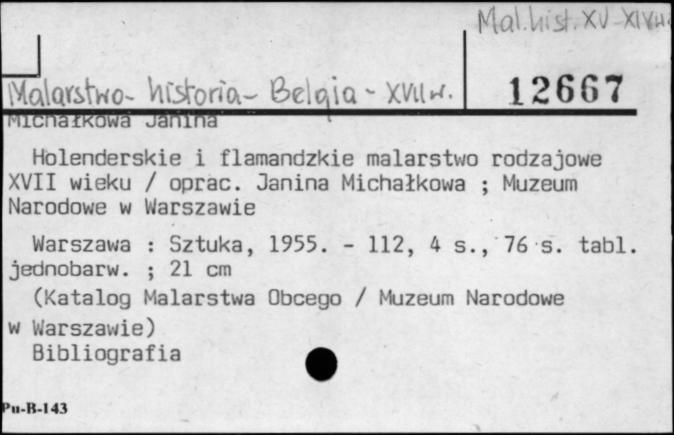 Mal. hist. XV-XIX w.
Malarstwo - historia - Belgia - XVII w.
12667
Michałkowa Janina
Holenderskie i flamandzkie malarstwo rodzajowe
XVII wieku / oprac. Janina Michałkowa ; Muzeum
Narodowe w Warszawie
Warszawa : Sztuka, 1955. - 112, 4 s., 76 s. tabl.
jednobarw. ; 21 cm
(Katalog Malarstwa Obcego / Muzeum Narodowe
w Warszawie)
Bibliografia
Pu-B-143